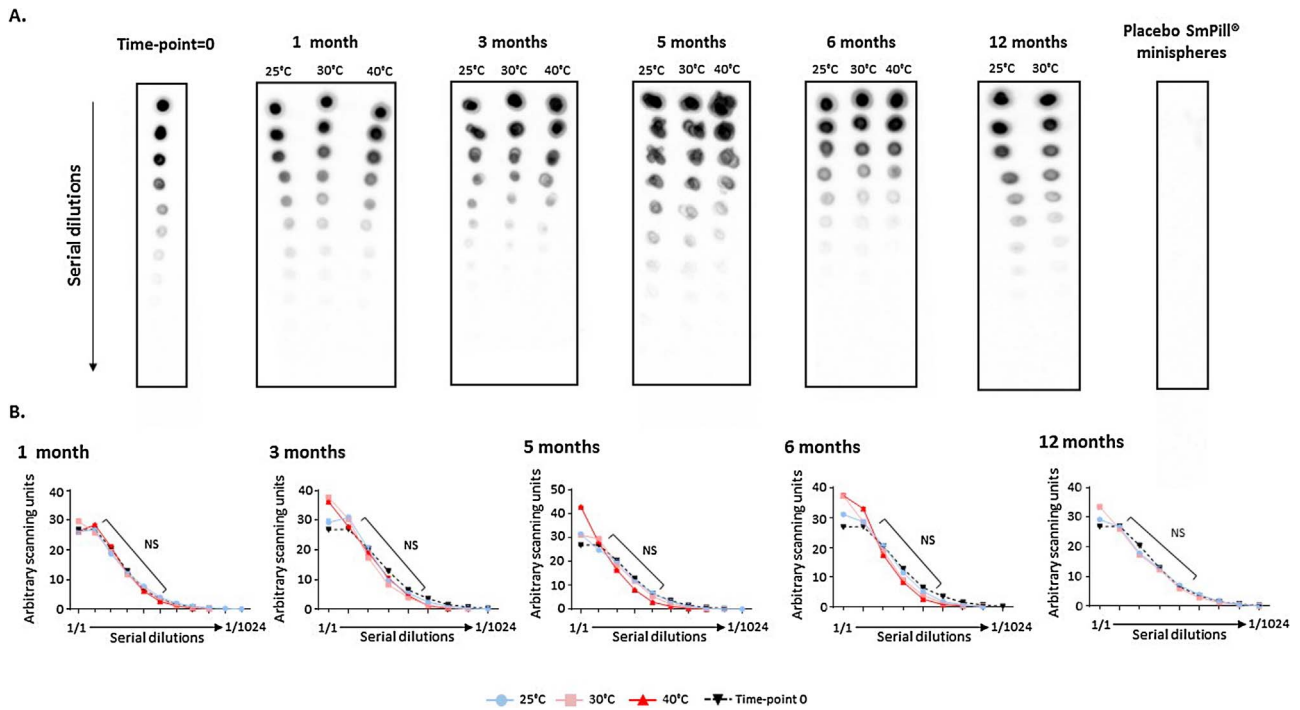 A.
Time-point=0
1 month
3 months
5 months
6 months
12 months
Placebo SmPill®
minispheres
25°C 30°C 40°C
25°C 30°C 40°C
25°C 30°C 40°C
25°C 30°C 40°C
25°C 30°C
Serial dilutions
B.
1 month
Arbitrary scanning units
40
30
20
10
0
NS
1/1
1/1024
Serial dilutions
3 months
Arbitrary scanning units
40
30
20
10
0
NS
1/1
1/1024
Serial dilutions
5 months
Arbitrary scanning units
50
40
30
20
10
0
NS
1/1
1/1024
Serial dilutions
6 months
Arbitrary scanning units
40
30
20
10
0
NS
1/1
1/1024
Serial dilutions
12 months
Arbitrary scanning units
40
30
20
10
0
NS
1/1
1/1024
Serial dilutions
25°C 30°C 40°C Time-point 0